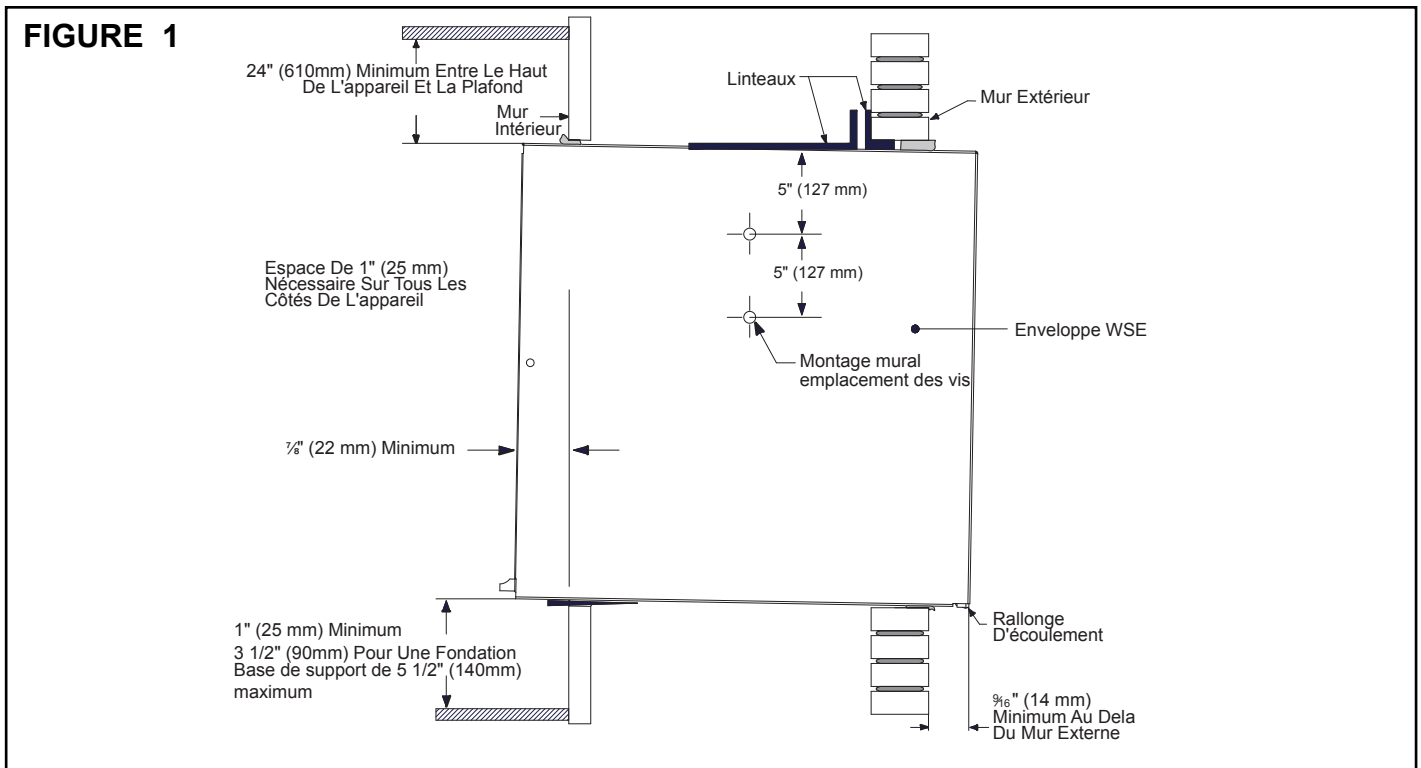 FIGURE 1
24" (610mm) Minimum Entre Le Haut
De L'appareil Et La Plafond
Mur
Intérieur
Linteaux
Mur Extérieur
5" (127 mm)
5" (127 mm)
Espace De 1" (25 mm)
Nécessaire Sur Tous Les
Côtés De L'appareil
Enveloppe WSE
Montage mural
emplacement des vis
⅞" (22 mm) Minimum
1" (25 mm) Minimum
3 1/2" (90mm) Pour Une Fondation
Base de support de 5 1/2" (140mm)
maximum
Rallonge
D'écoulement
9⁄16" (14 mm)
Minimum Au Dela
Du Mur Externe